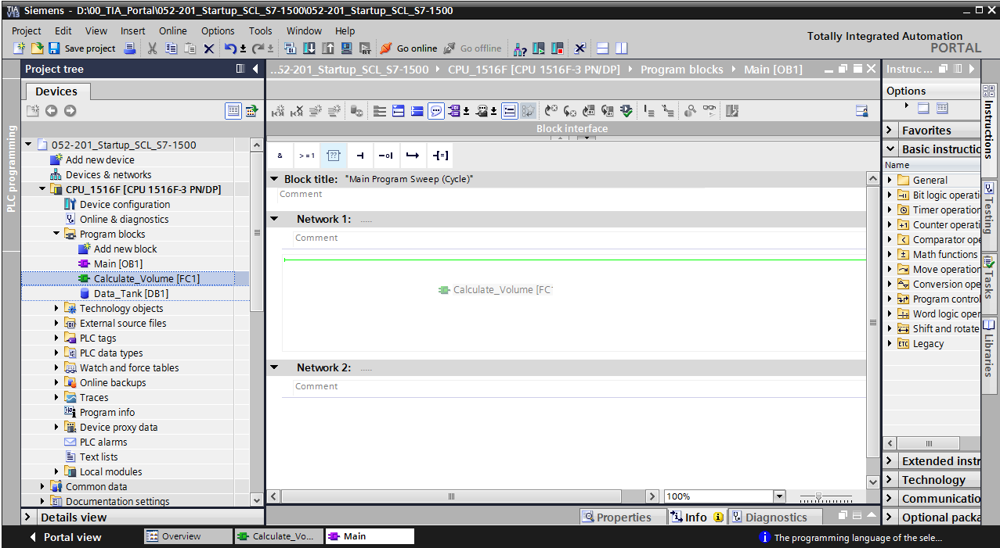 Siemens - D:\00_TIA_Portal\052-201_Startup_SCL_S7-1500\052-201_Startup_SCL_S7-1500
Project Edit View Insert Online Options Tools Window Help
Totally Integrated Automation
PORTAL
Save project Go online Go offline
Project tree
...52-201_Startup_SCL_S7-1500 CPU_1516F [CPU 1516F-3 PN/DP] Program blocks Main [OB1]
Instruc ...
Devices
Options
Block interface
PLC programming
052-201_Startup_SCL_S7-1500
Add new device
Devices & networks
CPU_1516F [CPU 1516F-3 PN/DP]
Device configuration
Online & diagnostics
Program blocks
Add new block
Main [OB1]
Calculate_Volume [FC1]
Data_Tank [DB1]
Technology objects
External source files
PLC tags
PLC data types
Watch and force tables
Online backups
Traces
Program info
Device proxy data
PLC alarms
Text lists
Local modules
Common data
Documentation settings
Details view
& >=1 ??
Block title: "Main Program Sweep (Cycle)"
Comment
Network 1: .....
Comment
Calculate_Volume [FC
Network 2: .....
Comment
100%
Properties Info Diagnostics
Favorites
Basic instructic
Name
General
Bit logic operati
Timer operation
Counter operati
Comparator ope
Math functions
Move operation
Conversion ope
Program control
Word logic oper
Shift and rotate
Legacy
Extended instr
Technology
Communicatio
Optional packa
Instructions
Testing
Tasks
Libraries
Portal view Overview Calculate_Vo... Main
The programming language of the sele...